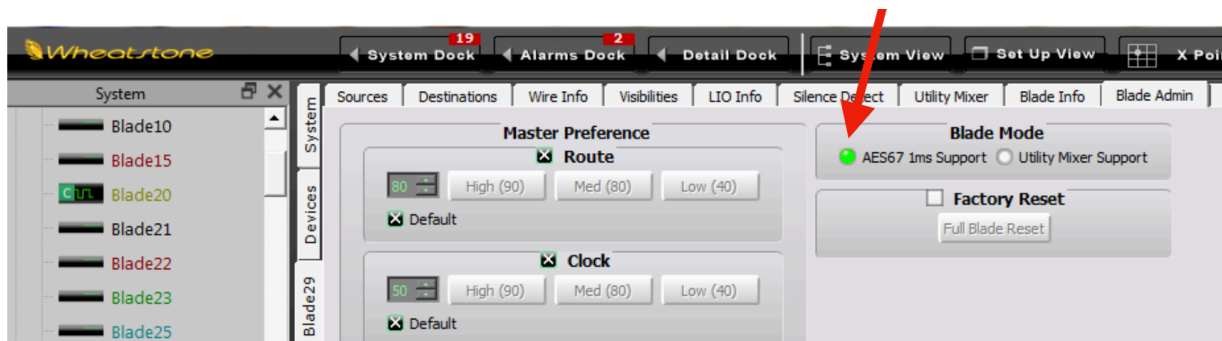 Wheatstone
19
System Dock
2
Alarms Dock
Detail Dock
System View
Set Up View
System
Blade10
Blade15
C Blade20
Blade21
Blade22
Blade23
Blade25
System
Devices
Blade29
Sources Destinations Wire Info Visibilities LIO Info Silence Detect Utility Mixer Blade Info Blade Admin
Master Preference
Route
80 High (90) Med (80) Low (40)
Default
Clock
50 High (90) Med (80) Low (40)
Default
Blade Mode
AES67 1ms Support Utility Mixer Support
Factory Reset
Full Blade Reset